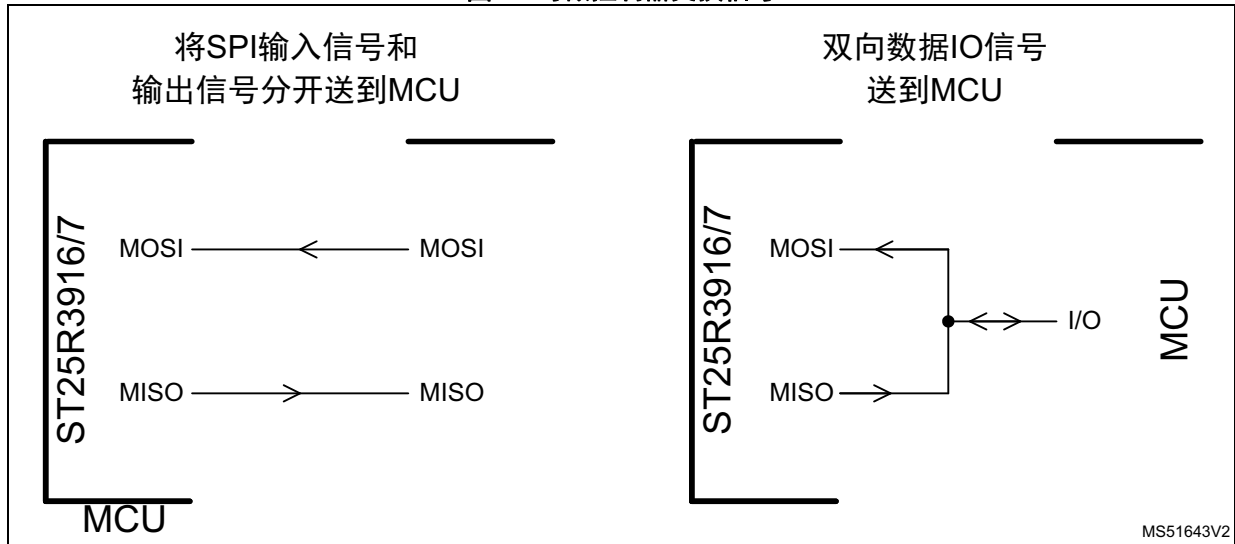 将SPI输入信号和
输出信号分开送到MCU
双向数据IO信号
送到MCU
ST25R3916/7
MOSI
MOSI
MISO
MISO
MCU
ST25R3916/7
MOSI
MISO
I/O
MCU
MS51643V2